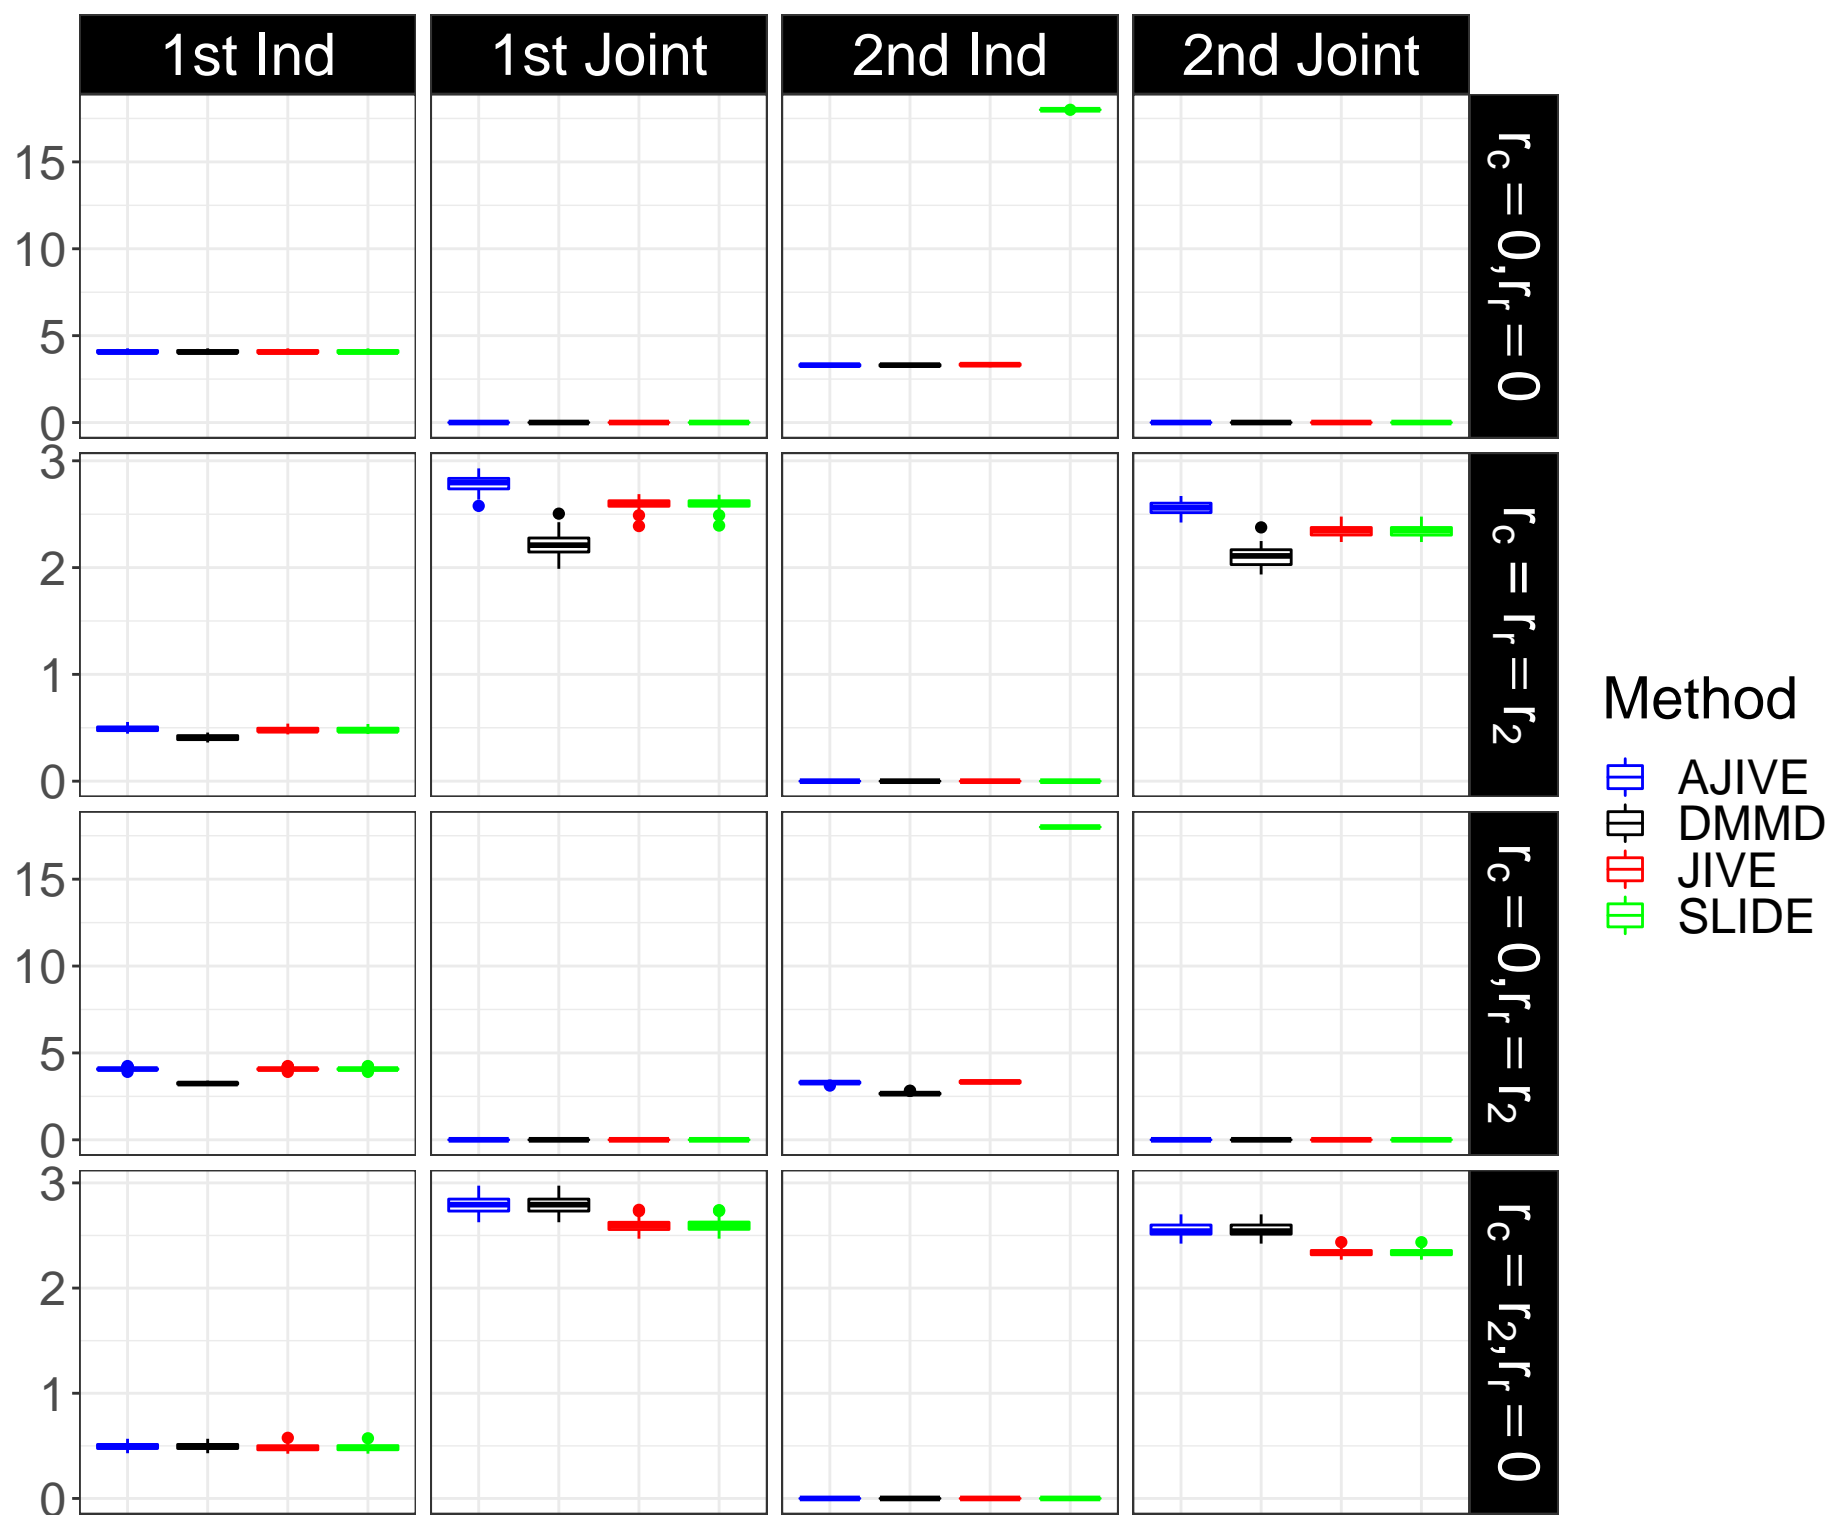 1st Ind 1st Joint 2nd Ind 2nd Joint
15
10
5
0
r_c = 0, r_r = 0
3
2
1
0
r_c = r_r = r_2
15
10
5
0
r_c = 0, r_r = r_2
3
2
1
0
r_c = r_2, r_r = 0
Method
AJIVE
DMMD
JIVE
SLIDE